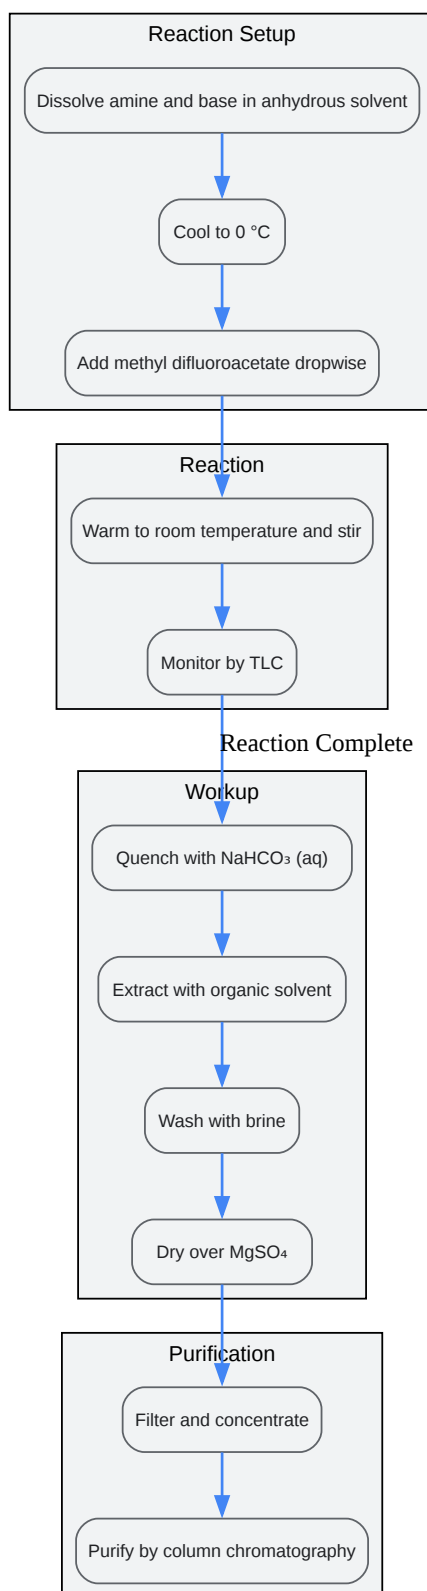 Reaction Setup
Dissolve amine and base in anhydrous solvent
Cool to 0 °C
Add methyl difluoroacetate dropwise
Reaction
Warm to room temperature and stir
Monitor by TLC
Reaction Complete
Workup
Quench with NaHCO₃ (aq)
Extract with organic solvent
Wash with brine
Dry over MgSO₄
Purification
Filter and concentrate
Purify by column chromatography